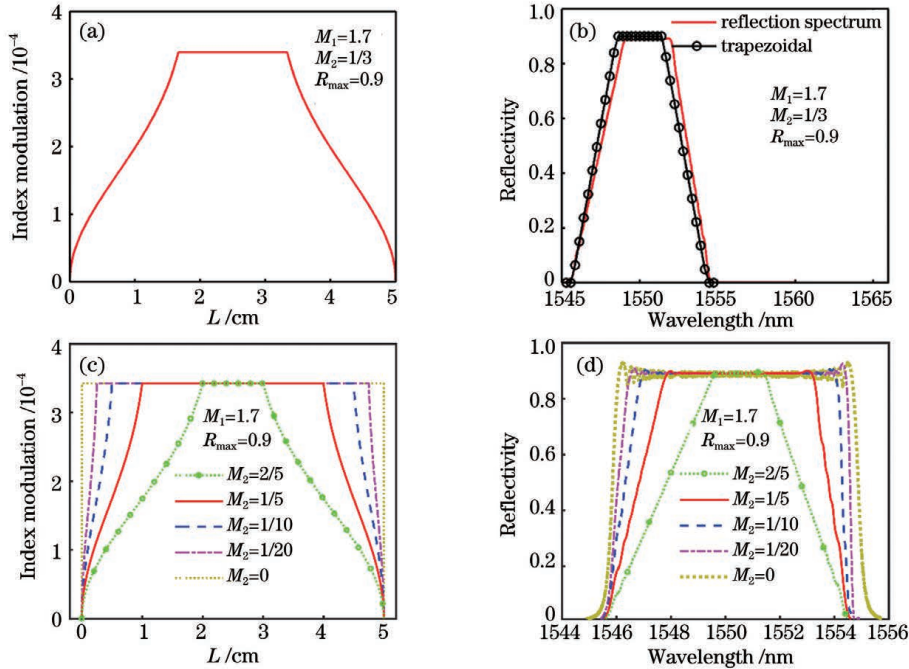 (a)
M₁=1.7
M₂=1/3
Rmax=0.9
Index modulation /10⁻⁴
4
3
2
1
0
0 1 2 3 4 5
L/cm
(b)
reflection spectrum
trapezoidal
M₁=1.7
M₂=1/3
Rmax=0.9
Reflectivity
1.0
0.8
0.6
0.4
0.2
0
1545 1550 1555 1560 1565
Wavelength /nm
(c)
M₁=1.7
Rmax=0.9
M₂=2/5
M₂=1/5
M₂=1/10
M₂=1/20
M₂=0
Index modulation /10⁻⁴
4
3
2
1
0
0 1 2 3 4 5
L/cm
(d)
M₁=1.7
Rmax=0.9
M₂=2/5
M₂=1/5
M₂=1/10
M₂=1/20
M₂=0
Reflectivity
1.0
0.8
0.6
0.4
0.2
0
1544 1546 1548 1550 1552 1554 1556
Wavelength /nm